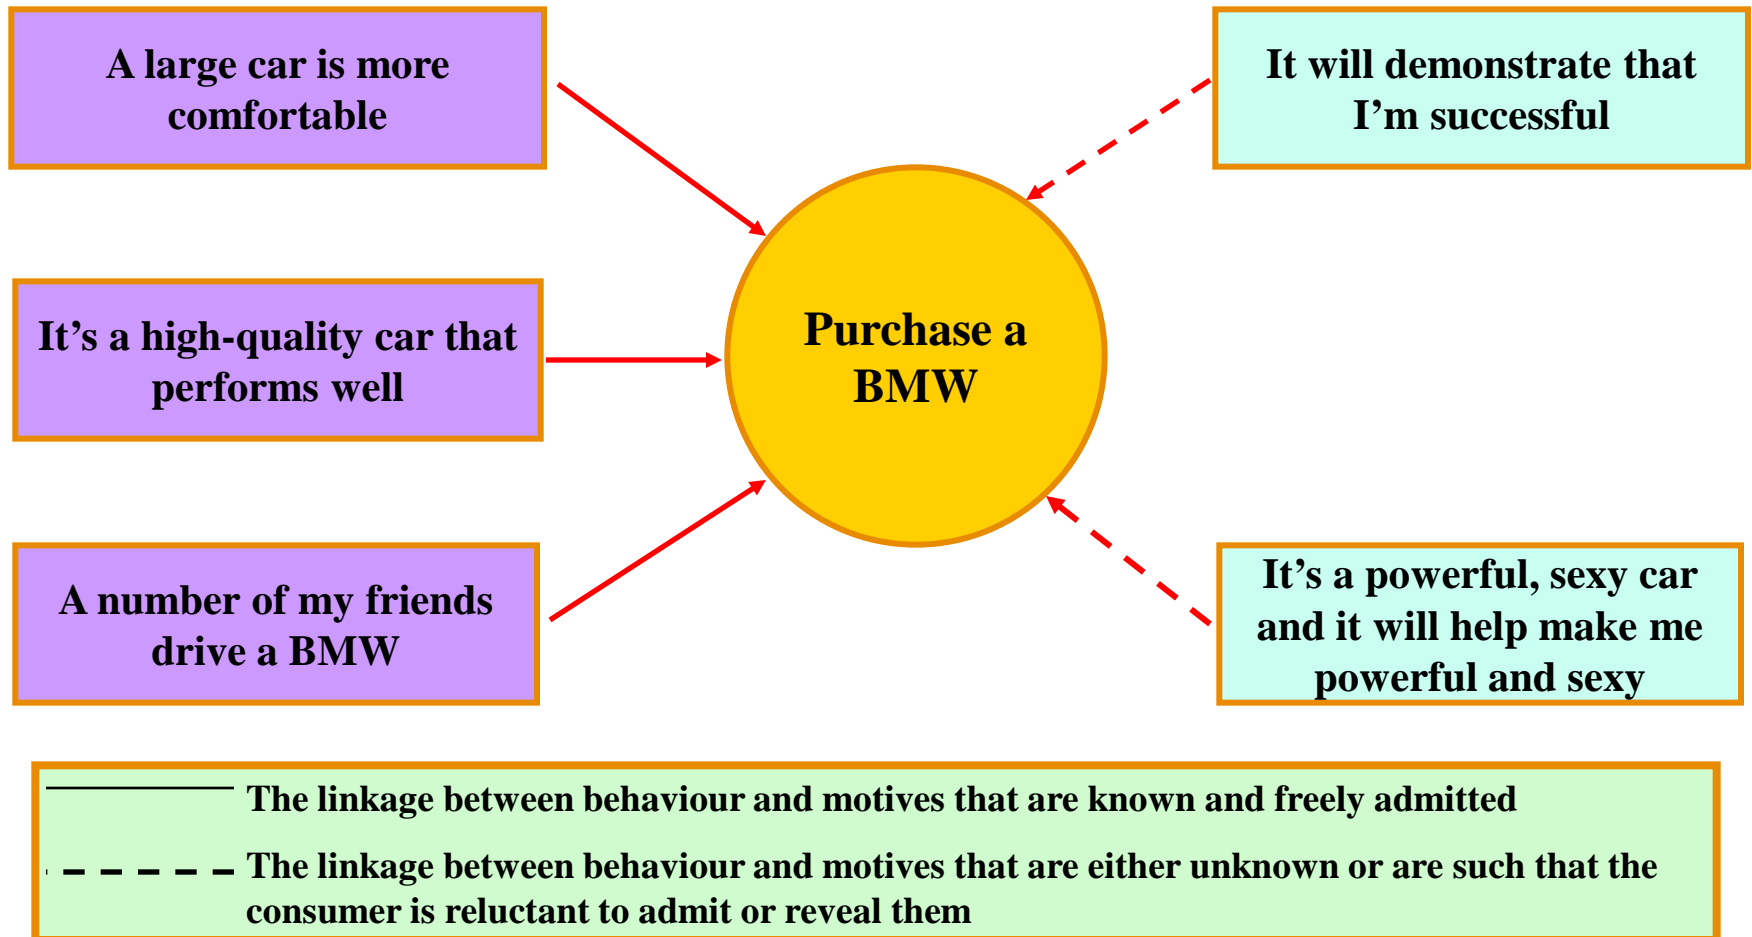 A large car is more
comfortable
It will demonstrate that
I’m successful
It’s a high-quality car that
performs well
Purchase a
BMW
A number of my friends
drive a BMW
It’s a powerful, sexy car
and it will help make me
powerful and sexy
The linkage between behaviour and motives that are known and freely admitted
The linkage between behaviour and motives that are either unknown or are such that the
consumer is reluctant to admit or reveal them